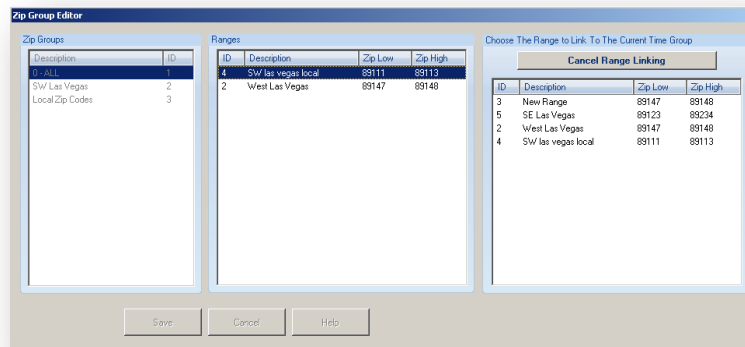 Zip Group Editor
Zip Groups
Description ID
0 - ALL 1
SW Las Vegas 2
Local Zip Codes 3
Ranges
ID Description Zip Low Zip High
4 SW las vegas local 89111 89113
2 West Las Vegas 89147 89148
Choose The Range to Link To The Current Time Group
Cancel Range Linking
ID Description Zip Low Zip High
3 New Range 89147 89148
5 SE Las Vegas 89123 89234
2 West Las Vegas 89147 89148
4 SW las vegas local 89111 89113
Save Cancel Help